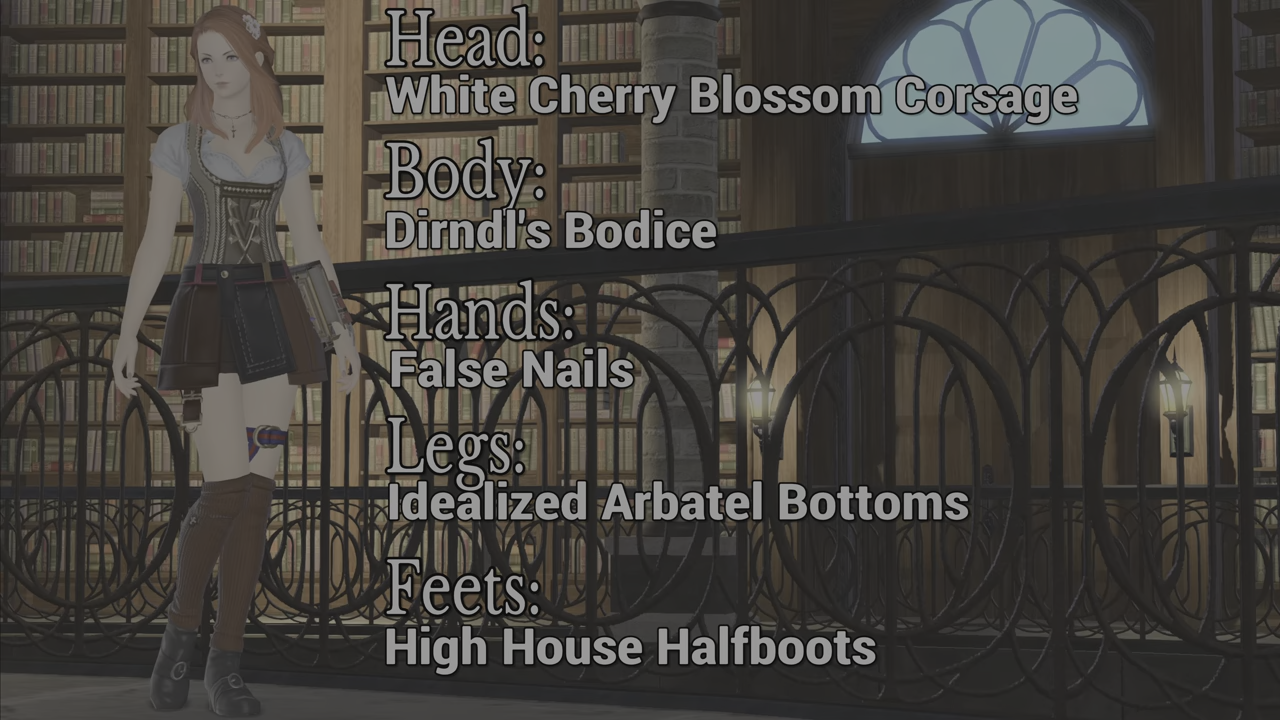 Head:
White Cherry Blossom Corsage
Body:
Dirndl's Bodice
Hands:
False Nails
Legs:
Idealized Arbatel Bottoms
Feets:
High House Halfboots